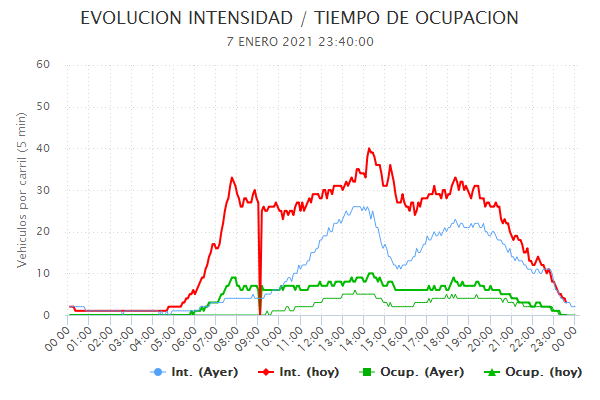 EVOLUCION INTENSIDAD / TIEMPO DE OCUPACION
7 ENERO 2021 23:40:00
Vehículos por carril (5 min)
60
50
40
30
20
10
0
00:00 01:00 02:00 03:00 04:00 05:00 06:00 07:00 08:00 09:00 10:00 11:00 12:00 13:00 14:00 15:00 16:00 17:00 18:00 19:00 20:00 21:00 22:00 23:00 00:00
Int. (Ayer) Int. (hoy) Ocup. (Ayer) Ocup. (hoy)